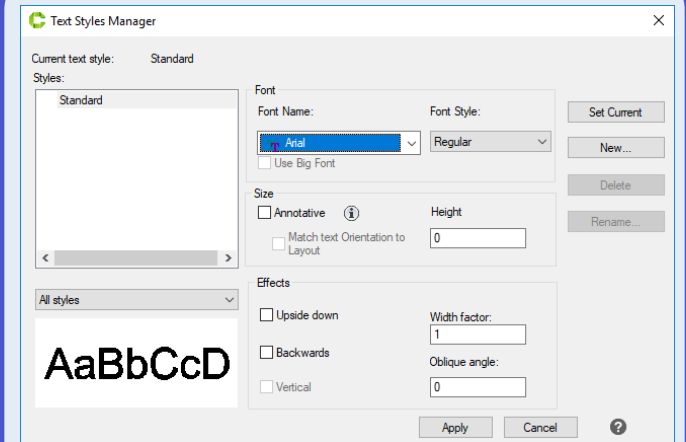 Text Styles Manager
Current text style: Standard
Styles:
Standard
All styles
AaBbCcD
Font
Font Name: Font Style:
Arial Regular
Use Big Font
Size
Annotative Height
Match text Orientation to
Layout
0
Effects
Upside down Width factor:
1
Backwards Oblique angle:
Vertical 0
Set Current
New...
Delete
Rename...
Apply Cancel ?